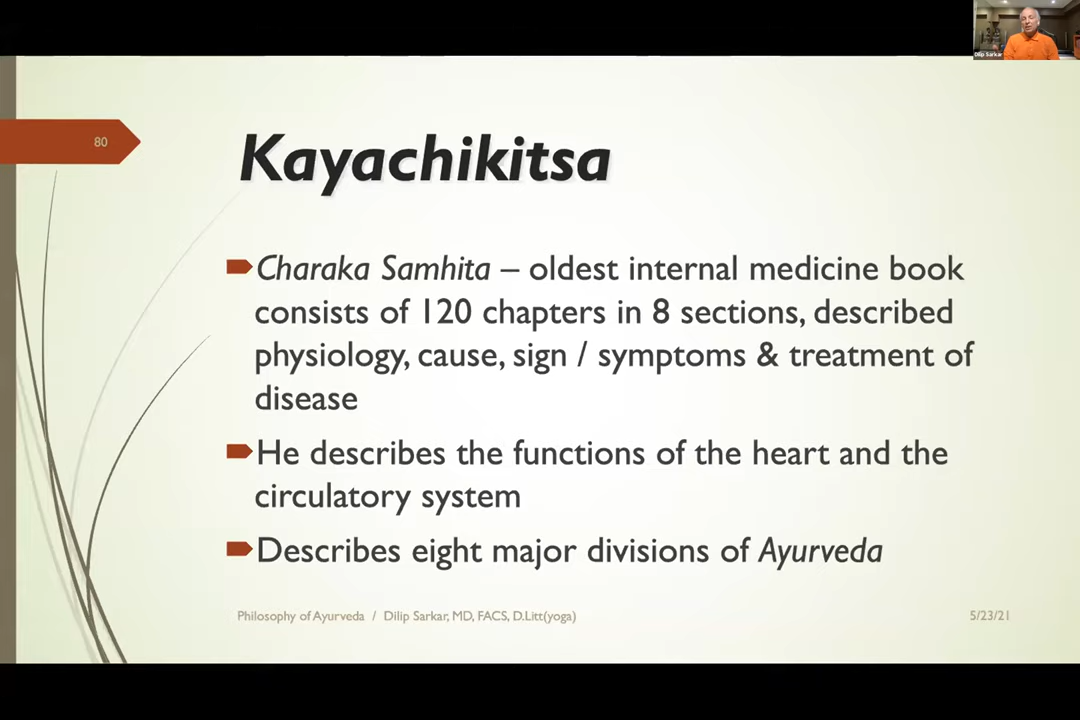 Dilip Sarkar
80
Kayachikitsa
Charaka Samhita – oldest internal medicine book
consists of 120 chapters in 8 sections, described
physiology, cause, sign / symptoms & treatment of
disease
He describes the functions of the heart and the
circulatory system
Describes eight major divisions of Ayurveda
Philosophy of Ayurveda / Dilip Sarkar, MD, FACS, D.Litt(yoga)
5/23/21